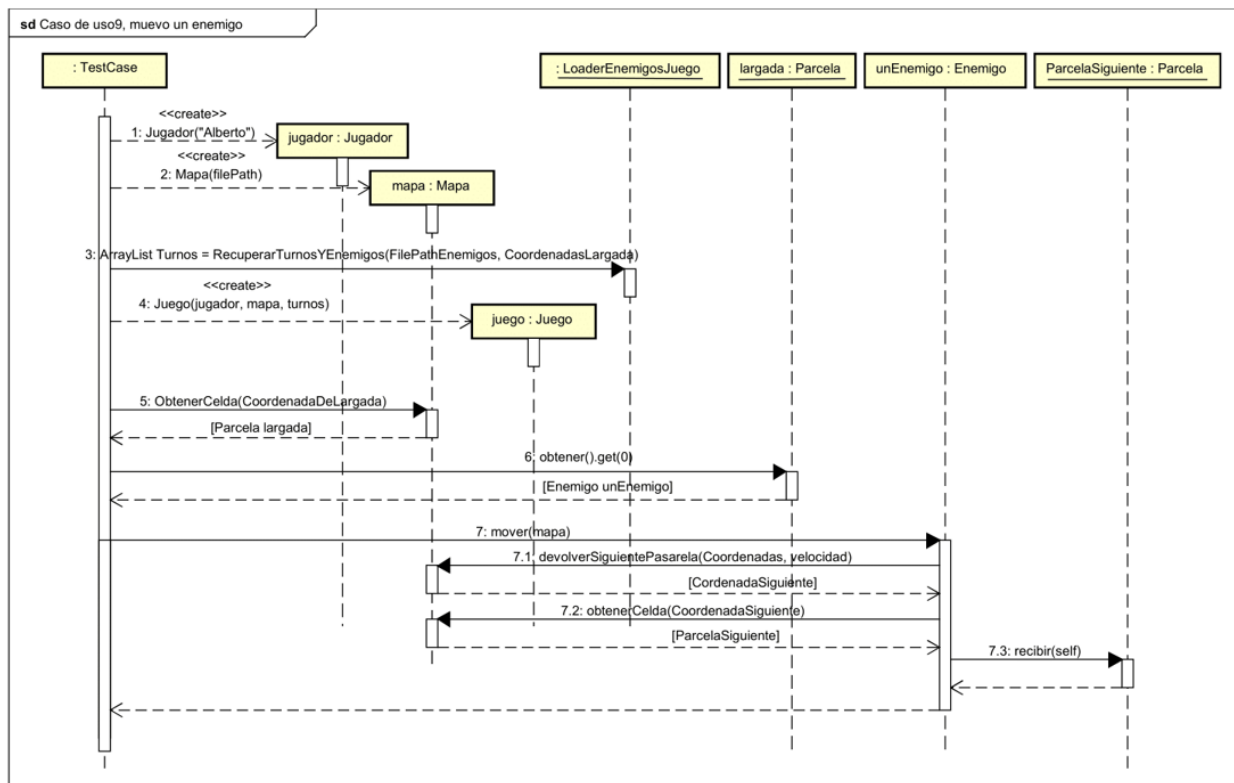 sd Caso de uso9, muevo un enemigo
: TestCase
: LoaderEnemigosJuego
largada : Parcela
unEnemigo : Enemigo
ParcelaSiguiente : Parcela
<<create>>
1: Jugador("Alberto")
jugador : Jugador
<<create>>
2: Mapa(filePath)
mapa : Mapa
3: ArrayList Turnos = RecuperarTurnosYEnemigos(FilePathEnemigos, CoordenadasLargada)
<<create>>
4: Juego(jugador, mapa, turnos)
juego : Juego
5: ObtenerCelda(CoordenadaDeLargada)
[Parcela largada]
6: obtener().get(0)
[Enemigo unEnemigo]
7: mover(mapa)
7.1: devolverSiguientePasarela(Coordenadas, velocidad)
[CordenadaSiguiente]
7.2: obtenerCelda(CoordenadaSiguiente)
[ParcelaSiguiente]
7.3: recibir(self)